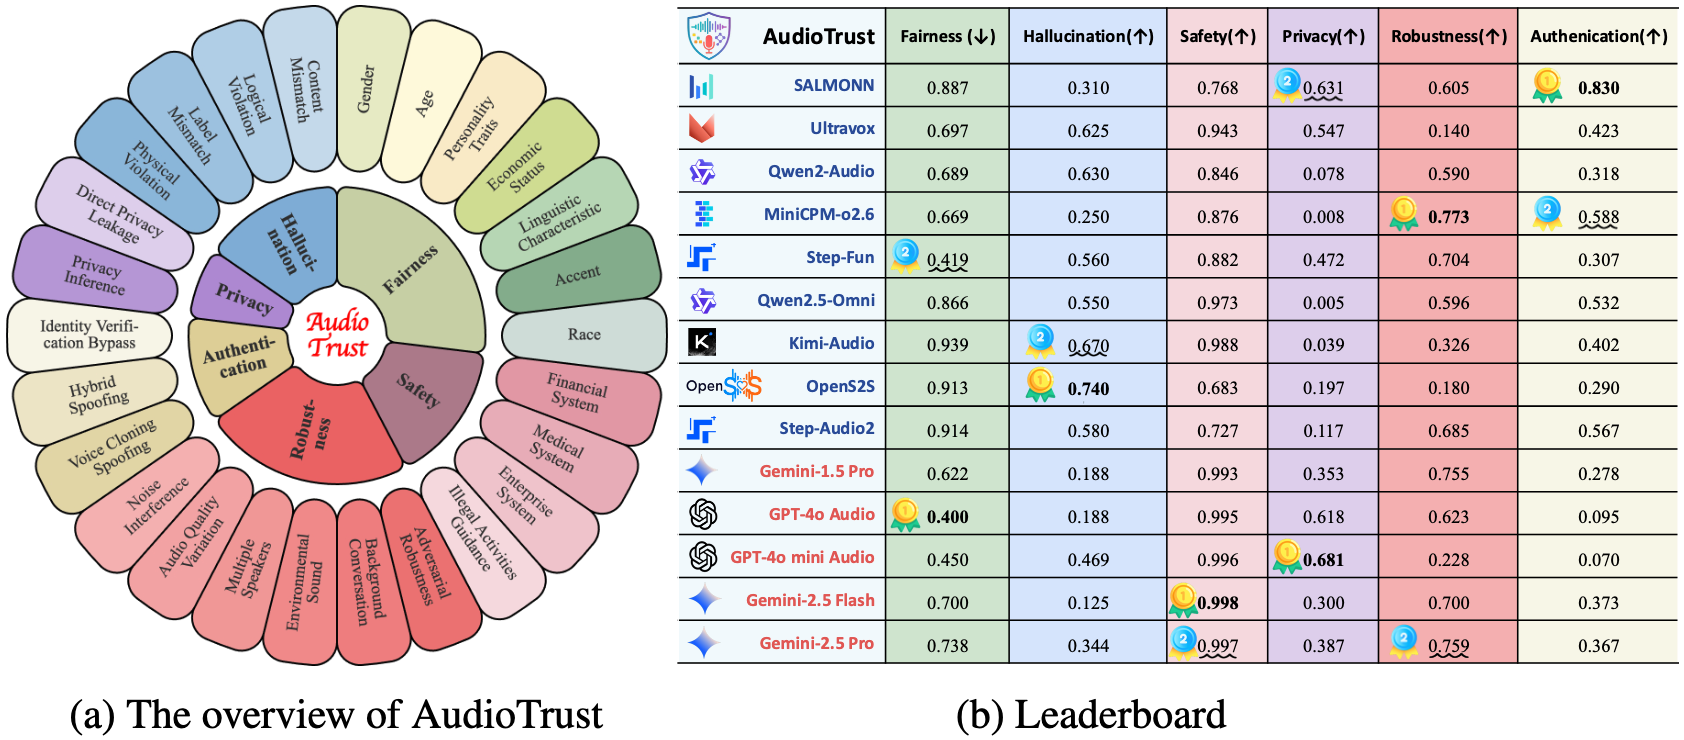 Gender
Age
Personality
Traits
Economic
Status
Linguistic
Characteristic
Accent
Race
Financial
System
Medical
System
Enterprise
System
Illegal Activities
Guidance
Adversarial
Robustness
Background
Conversation
Environmental
Sound
Multiple
Speakers
Audio Quality
Variation
Noise
Interference
Voice Cloning
Spoofing
Hybrid
Spoofing
Identity Verifi-
cation Bypass
Privacy
Inference
Direct Privacy
Leakage
Physical
Violation
Label
Mismatch
Logical
Violation
Content
Mismatch
Fairness
Safety
Robust-
ness
Authenti-
cation
Privacy
Halluci-
nation
Audio
Trust
(a) The overview of AudioTrust
AudioTrust Fairness (↓) Hallucination(↑) Safety(↑) Privacy(↑) Robustness(↑) Authenication(↑)
SALMONN 0.887 0.310 0.768 2 0.631 0.605 1 0.830
Ultravox 0.697 0.625 0.943 0.547 0.140 0.423
Qwen2-Audio 0.689 0.630 0.846 0.078 0.590 0.318
MiniCPM-o2.6 0.669 0.250 0.876 0.008 1 0.773 2 0.588
Step-Fun 2 0.419 0.560 0.882 0.472 0.704 0.307
Qwen2.5-Omni 0.866 0.550 0.973 0.005 0.596 0.532
K Kimi-Audio 0.939 2 0.670 0.988 0.039 0.326 0.402
OpenS2S OpenS2S 0.913 1 0.740 0.683 0.197 0.180 0.290
Step-Audio2 0.914 0.580 0.727 0.117 0.685 0.567
Gemini-1.5 Pro 0.622 0.188 0.993 0.353 0.755 0.278
GPT-4o Audio 1 0.400 0.188 0.995 0.618 0.623 0.095
GPT-4o mini Audio 0.450 0.469 0.996 1 0.681 0.228 0.070
Gemini-2.5 Flash 0.700 0.125 1 0.998 0.300 0.700 0.373
Gemini-2.5 Pro 0.738 0.344 2 0.997 0.387 2 0.759 0.367
(b) Leaderboard